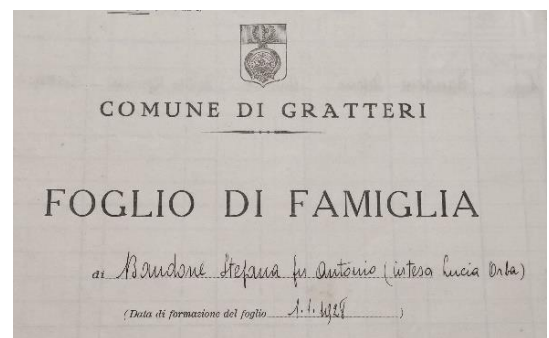 COMUNE DI GRATTERI
FOGLIO DI FAMIGLIA
di Bandone Stefana fu Antonio (intesa Lucia Orba)
(Data di formazione del foglio 1.1.1928)